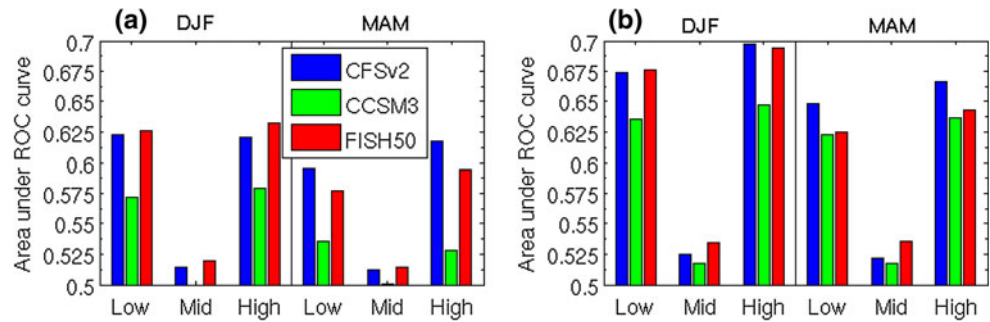 (a) DJF MAM
Area under ROC curve
0.7
0.675
0.65
0.625
0.6
0.575
0.55
0.525
0.5
CFSv2
CCSM3
FISH50
Low Mid High Low Mid High
(b) DJF MAM
Area under ROC curve
0.7
0.675
0.65
0.625
0.6
0.575
0.55
0.525
0.5
Low Mid High Low Mid High